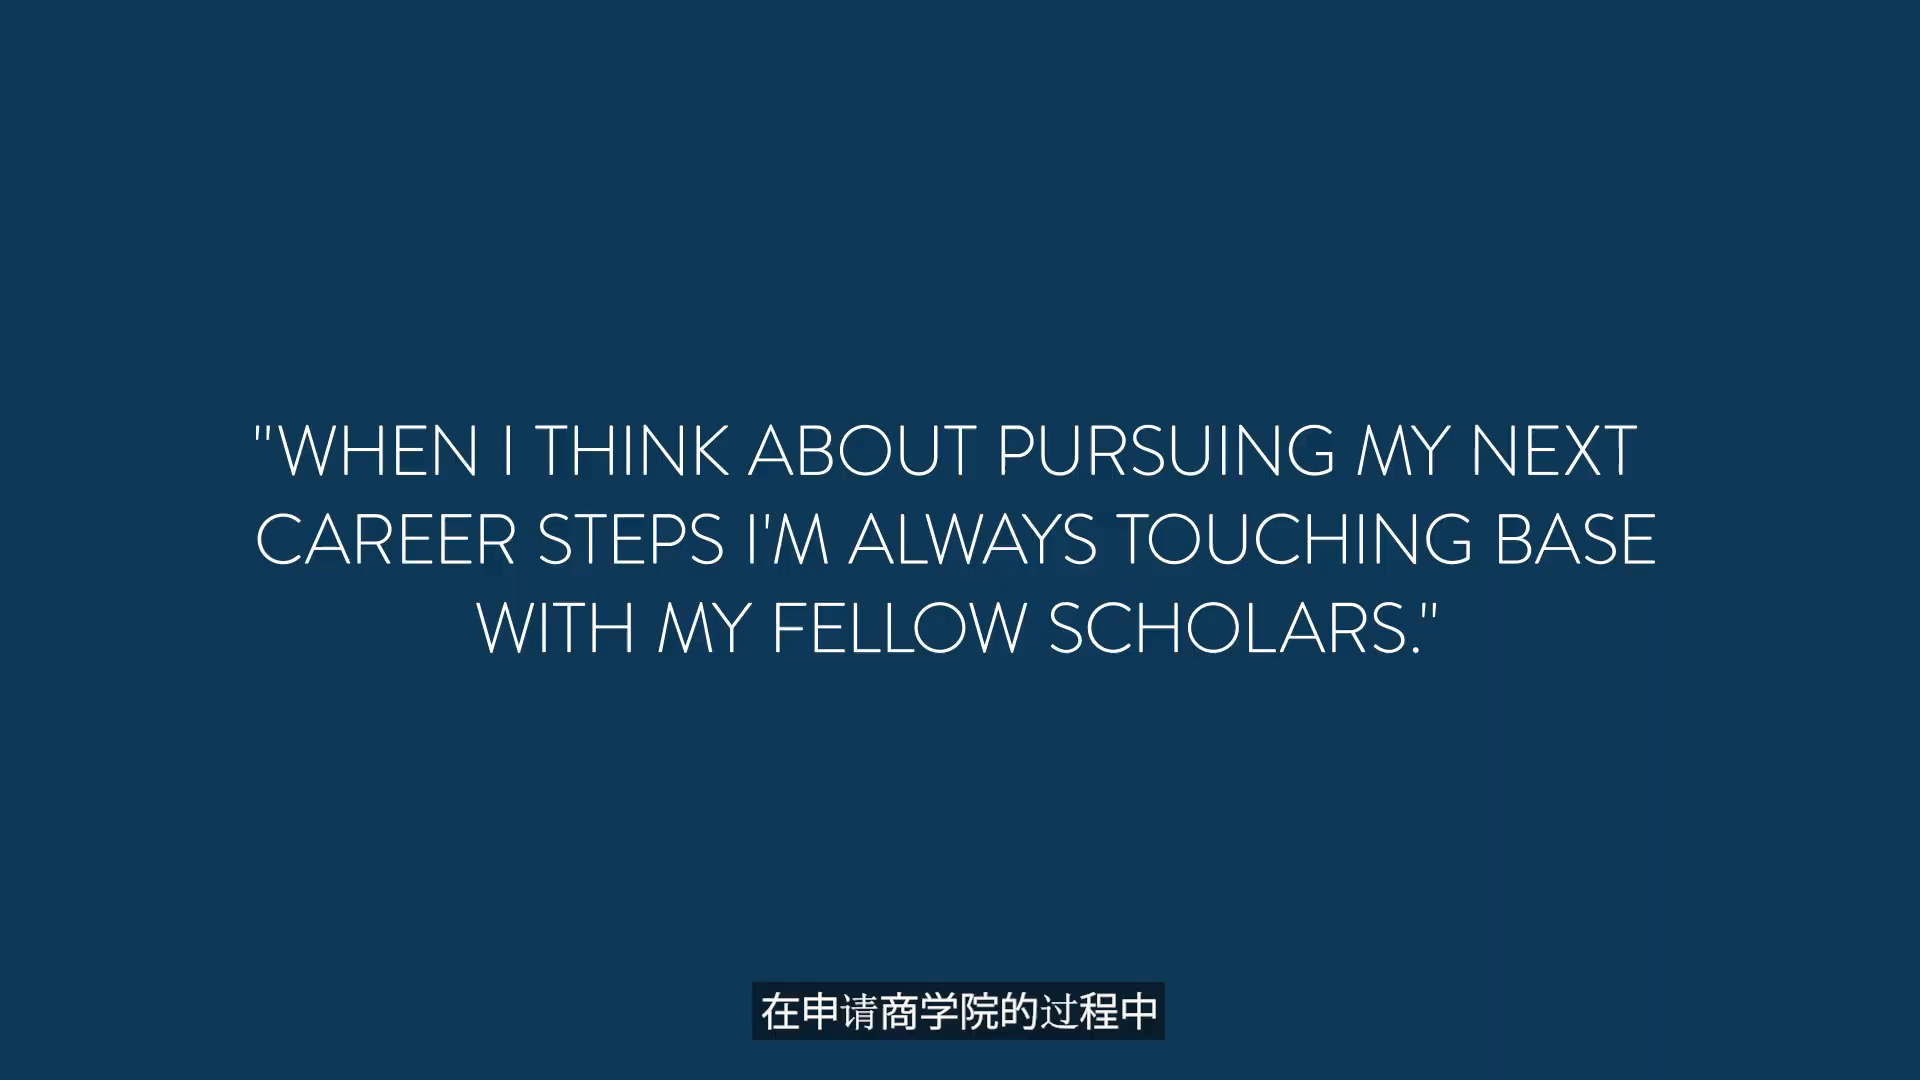 "WHEN I THINK ABOUT PURSUING MY NEXT
CAREER STEPS I'M ALWAYS TOUCHING BASE
WITH MY FELLOW SCHOLARS."
在申请商学院的过程中